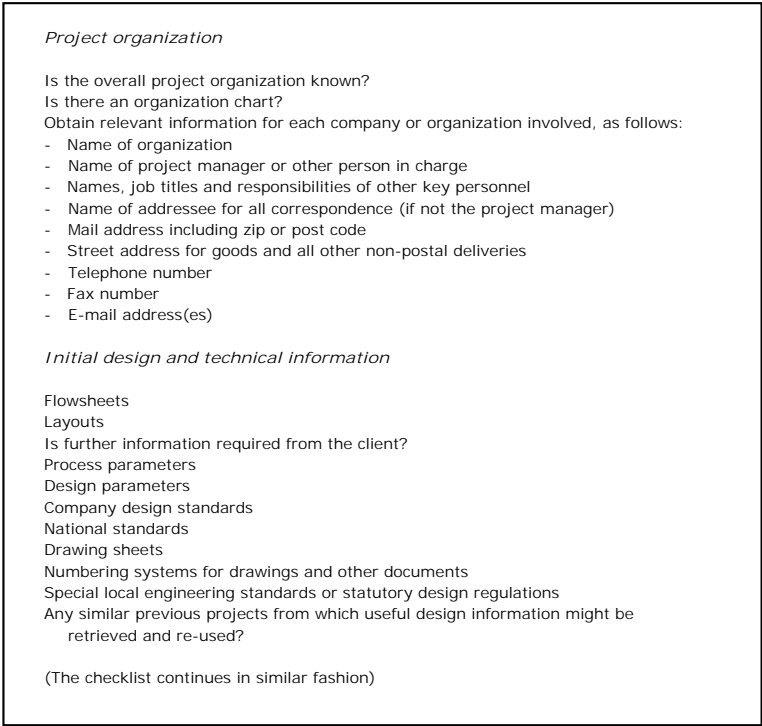 Project organization
Is the overall project organization known?
Is there an organization chart?
Obtain relevant information for each company or organization involved, as follows:
- Name of organization
- Name of project manager or other person in charge
- Names, job titles and responsibilities of other key personnel
- Name of addressee for all correspondence (if not the project manager)
- Mail address including zip or post code
- Street address for goods and all other non-postal deliveries
- Telephone number
- Fax number
- E-mail address(es)
Initial design and technical information
Flowsheets
Layouts
Is further information required from the client?
Process parameters
Design parameters
Company design standards
National standards
Drawing sheets
Numbering systems for drawings and other documents
Special local engineering standards or statutory design regulations
Any similar previous projects from which useful design information might be
retrieved and re-used?
(The checklist continues in similar fashion)